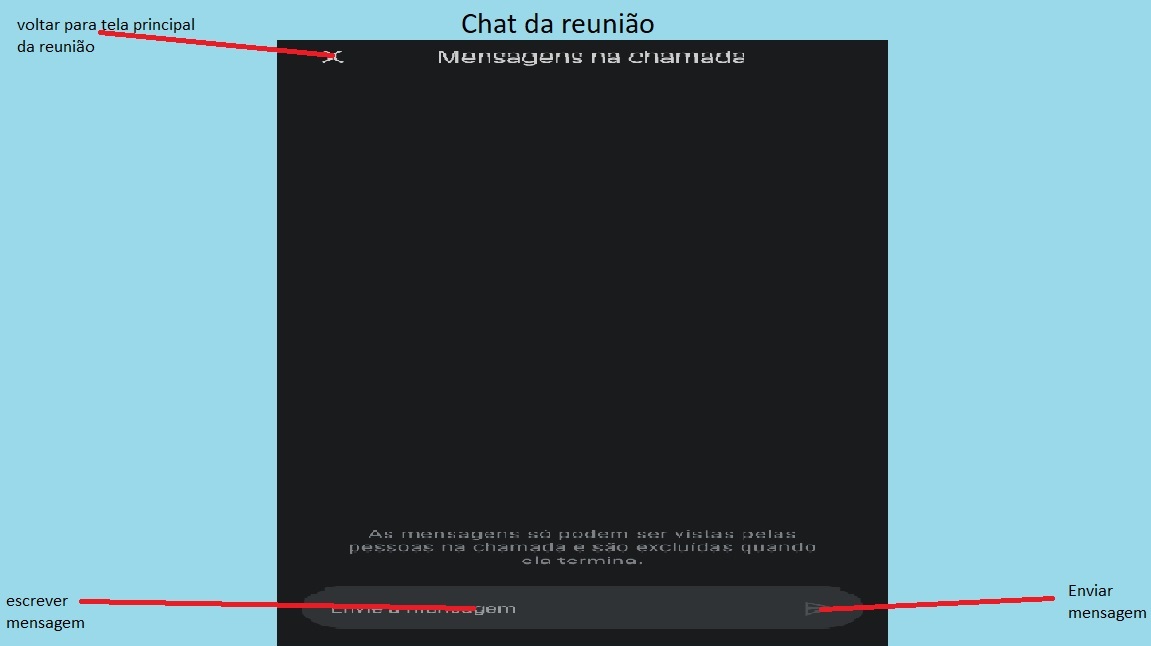 Chat da reunião
voltar para tela principal
da reunião
Mensagens na chamada
As mensagens só podem ser vistas pelas
pessoas na chamada e são excluídas quando
ela termina.
escrever
mensagem
Envie a mensagem
Enviar
mensagem